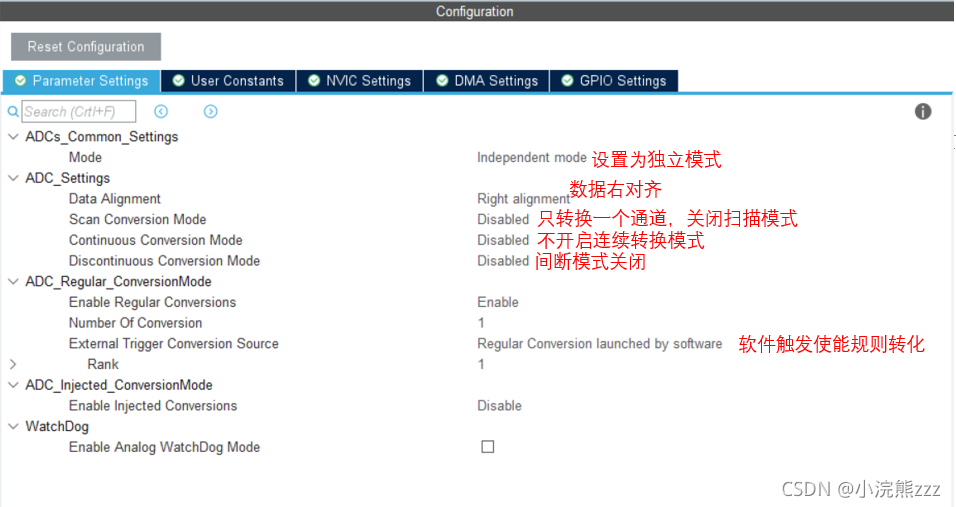 Configuration
Reset Configuration
Parameter Settings User Constants NVIC Settings DMA Settings GPIO Settings
Search (Crtl+F)
ADCs_Common_Settings
Mode Independent mode 设置为独立模式
ADC_Settings
数据右对齐
Data Alignment Right alignment
Scan Conversion Mode Disabled 只转换一个通道，关闭扫描模式
Continuous Conversion Mode Disabled 不开启连续转换模式
Discontinuous Conversion Mode Disabled 间断模式关闭
ADC_Regular_ConversionMode
Enable Regular Conversions Enable
Number Of Conversion 1
External Trigger Conversion Source Regular Conversion launched by software 软件触发使能规则转化
Rank 1
ADC_Injected_ConversionMode
Enable Injected Conversions Disable
WatchDog
Enable Analog WatchDog Mode
CSDN @小浣熊zzz